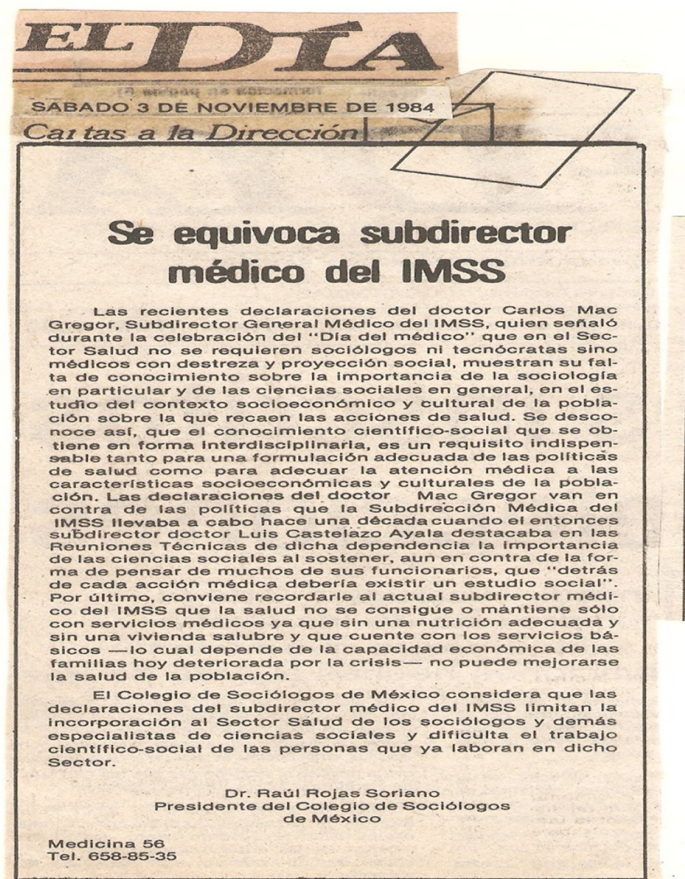 EL DÍA
SABADO 3 DE NOVIEMBRE DE 1984
Cartas a la Dirección
Se equivoca subdirector
médico del IMSS
Las recientes declaraciones del doctor Carlos Mac
Gregor, Subdirector General Médico del IMSS, quien señaló
durante la celebración del "Día del médico" que en el Sec-
tor Salud no se requieren sociólogos ni tecnócratas sino
médicos con destreza y proyección social, muestran su fal-
ta de conocimiento sobre la importancia de la sociología
en particular y de las ciencias sociales en general, en el es-
tudio del contexto socioeconómico y cultural de la pobla-
ción sobre la que recaen las acciones de salud. Se desco-
noce así, que el conocimiento científico-social que se ob-
tiene en forma interdisciplinaria, es un requisito indispen-
sable tanto para una formulación adecuada de las políticas
de salud como para adecuar la atención médica a las
características socioeconómicas y culturales de la pobla-
ción. Las declaraciones del doctor Mac Gregor van en
contra de las políticas que la Subdirección Médica del
IMSS llevaba a cabo hace una década cuando el entonces
subdirector doctor Luis Castelazo Ayala destacaba en las
Reuniones Técnicas de dicha dependencia la importancia
de las ciencias sociales al sostener, aun en contra de la for-
ma de pensar de muchos de sus funcionarios, que "detrás
de cada acción médica debería existir un estudio social".
Por último, conviene recordarle al actual subdirector médi-
co del IMSS que la salud no se consigue o mantiene sólo
con servicios médicos ya que sin una nutrición adecuada y
sin una vivienda salubre y que cuente con los servicios bá-
sicos —lo cual depende de la capacidad económica de las
familias hoy deteriorada por la crisis— no puede mejorarse
la salud de la población.
El Colegio de Sociólogos de México considera que las
declaraciones del subdirector médico del IMSS limitan la
incorporación al Sector Salud de los sociólogos y demás
especialistas de ciencias sociales y dificulta el trabajo
científico-social de las personas que ya laboran en dicho
Sector.
Dr. Raúl Rojas Soriano
Presidente del Colegio de Sociólogos
de México
Medicina 56
Tel. 658-85-35